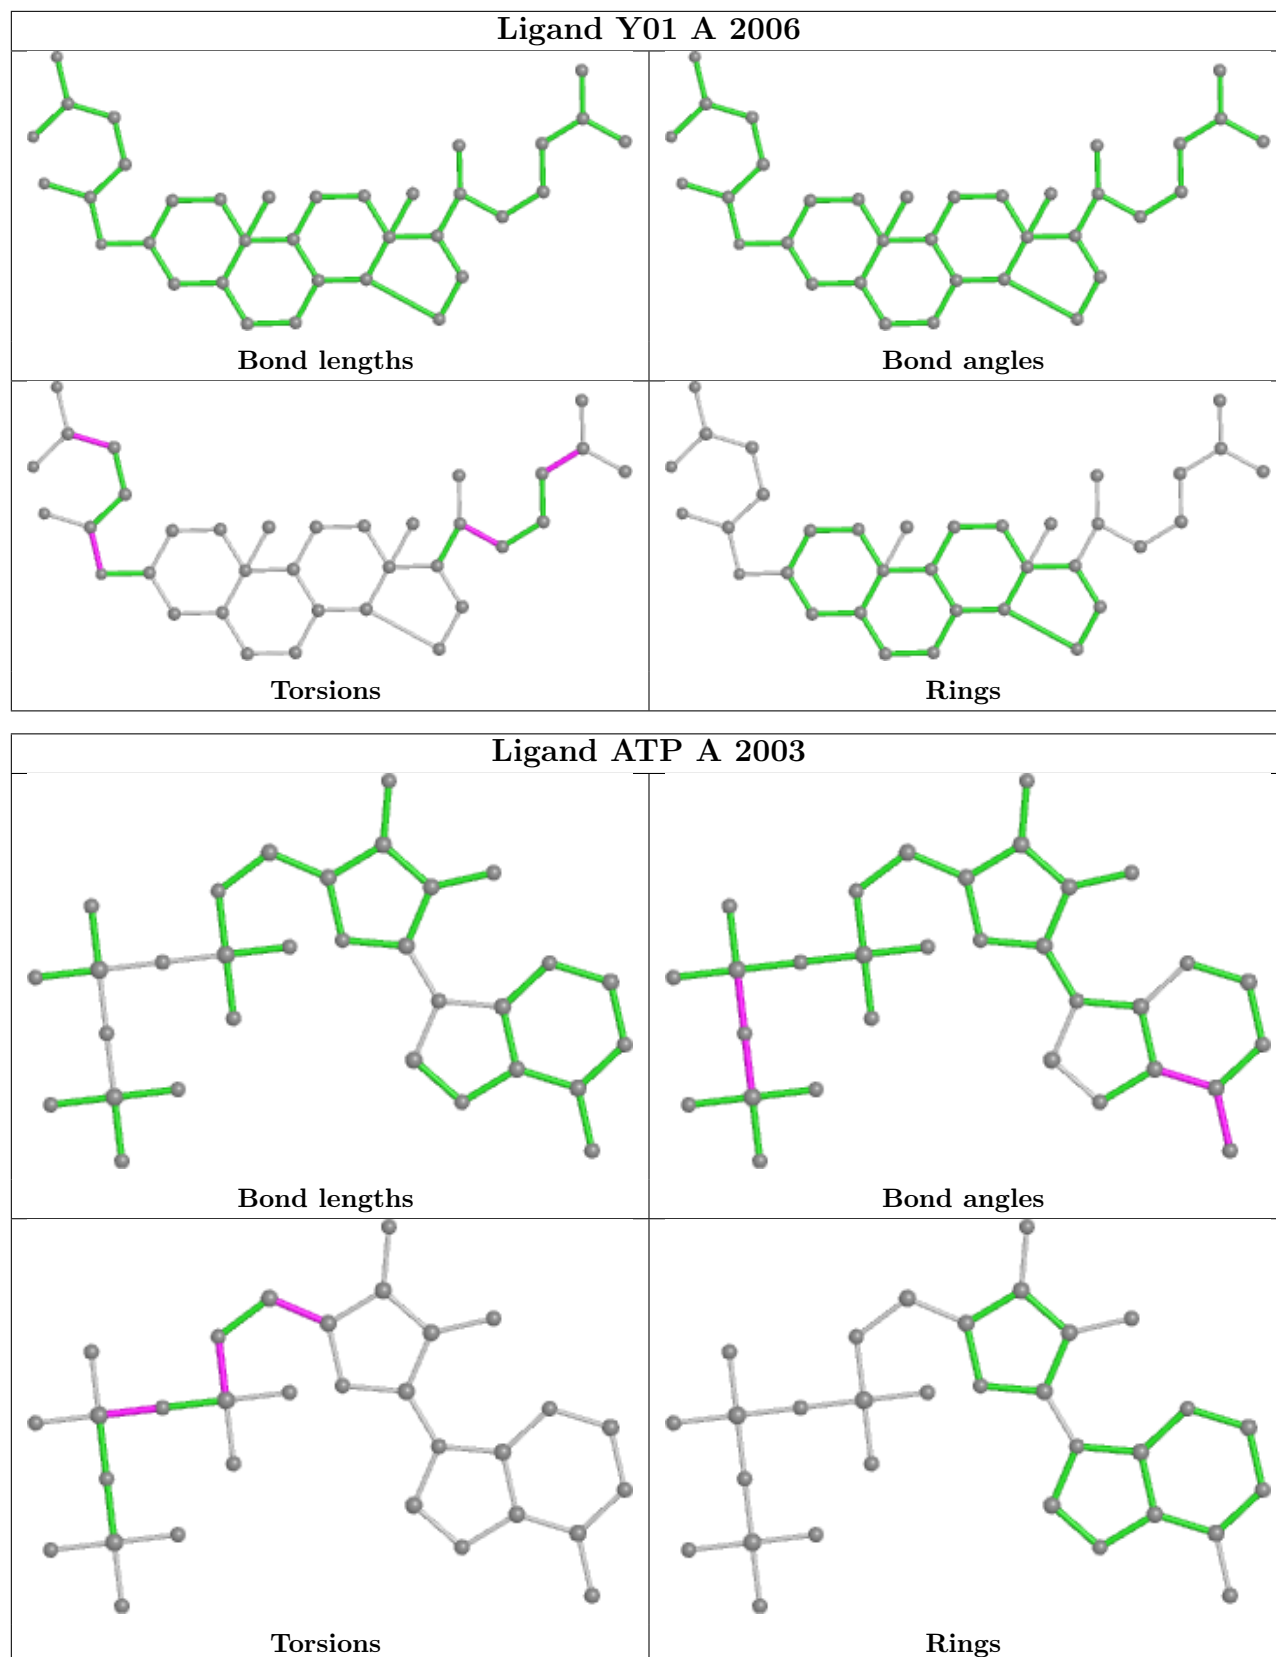 Ligand Y01 A 2006
Bond lengths
Bond angles
Torsions
Rings
Ligand ATP A 2003
Bond lengths
Bond angles
Torsions
Rings